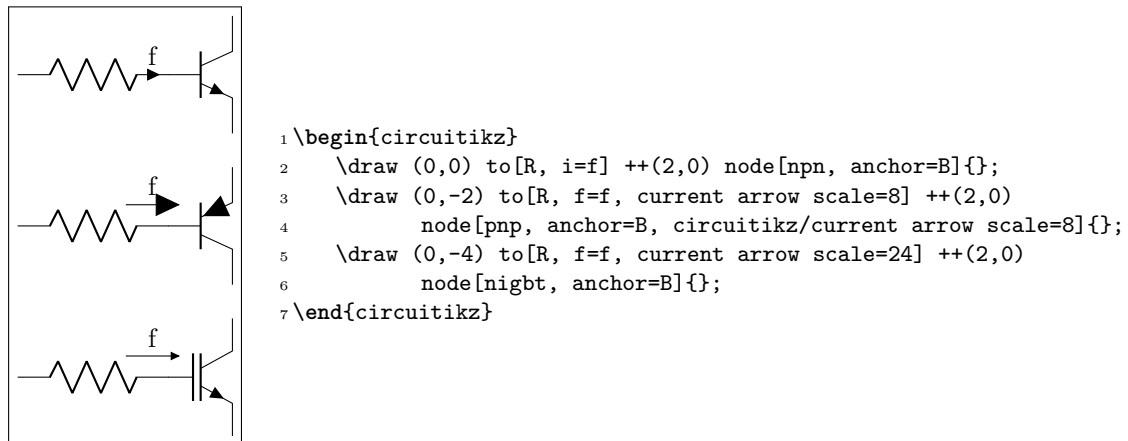 f
f
f
1 \begin{circuitikz}
2     \draw (0,0) to[R, i=f] ++(2,0) node[npn, anchor=B]{};
3     \draw (0,-2) to[R, f=f, current arrow scale=8] ++(2,0)
4           node[pnp, anchor=B, circuitikz/current arrow scale=8]{};
5     \draw (0,-4) to[R, f=f, current arrow scale=24] ++(2,0)
6           node[nigbt, anchor=B]{};
7 \end{circuitikz}